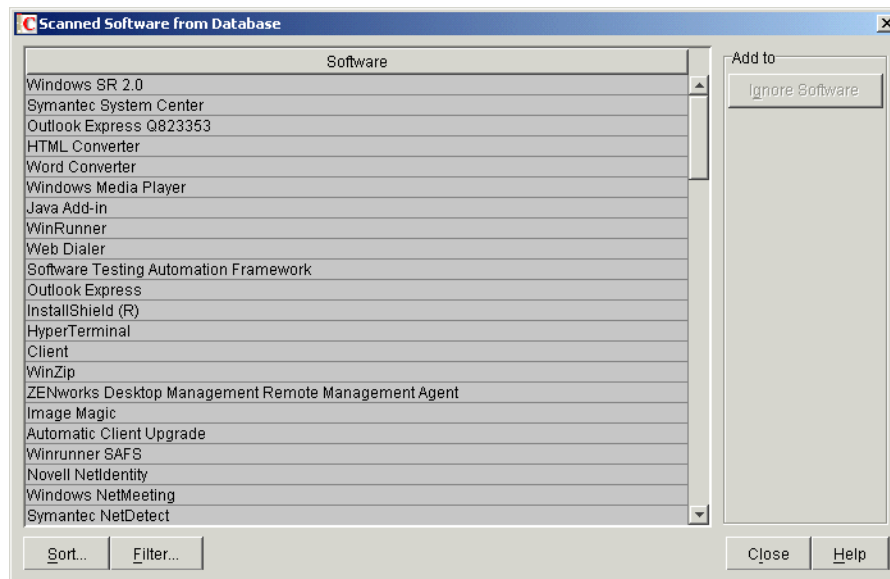 Scanned Software from Database
Software
Windows SR 2.0
Symantec System Center
Outlook Express Q823353
HTML Converter
Word Converter
Windows Media Player
Java Add-in
WinRunner
Web Dialer
Software Testing Automation Framework
Outlook Express
InstallShield (R)
HyperTerminal
Client
WinZip
ZENworks Desktop Management Remote Management Agent
Image Magic
Automatic Client Upgrade
Winrunner SAFS
Novell NetIdentity
Windows NetMeeting
Symantec NetDetect
Add to
Ignore Software
Sort...
Filter...
Close
Help